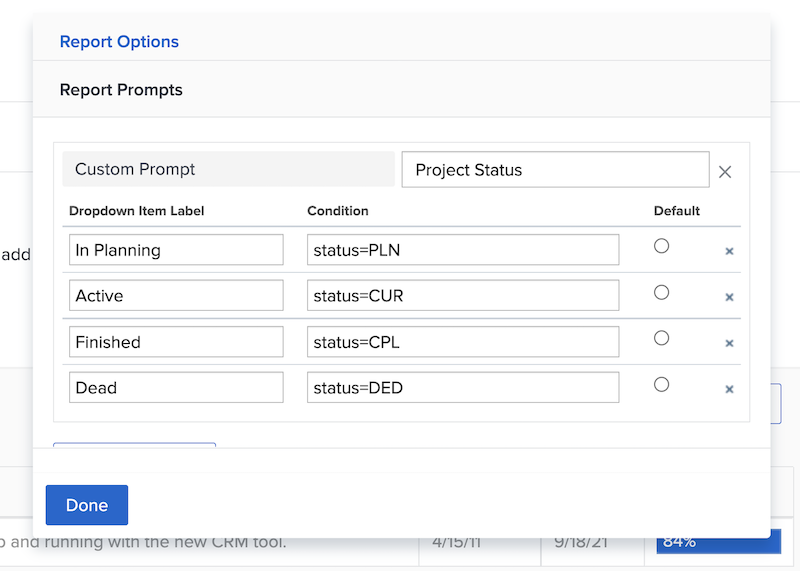 Report Options
Report Prompts
Custom Prompt Project Status
Dropdown Item Label Condition Default
add
In Planning status=PLN
Active status=CUR
Finished status=CPL
Dead status=DED
Done
and running with the new CRM tool. 4/15/11 9/18/21 84%